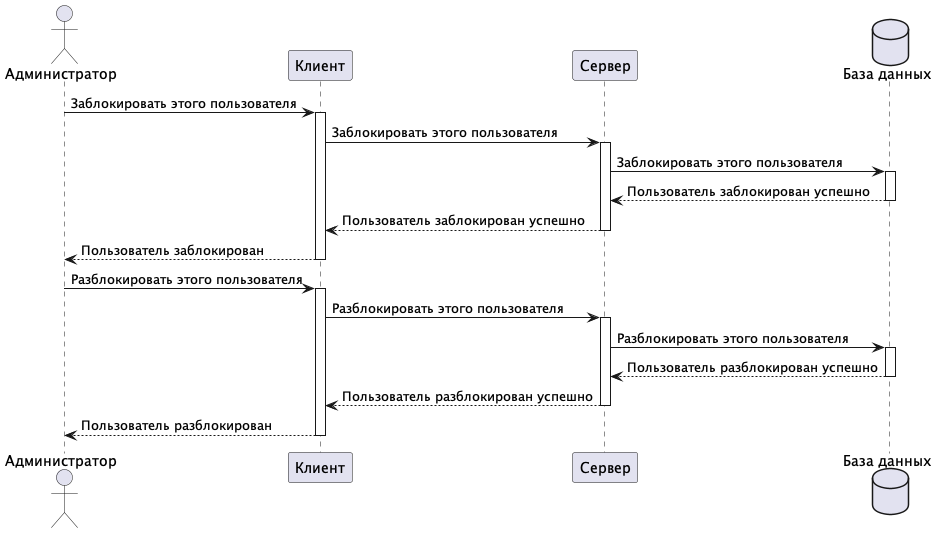 Администратор
Клиент
Сервер
База данных
Заблокировать этого пользователя
Заблокировать этого пользователя
Заблокировать этого пользователя
Пользователь заблокирован успешно
Пользователь заблокирован успешно
Пользователь заблокирован
Разблокировать этого пользователя
Разблокировать этого пользователя
Разблокировать этого пользователя
Пользователь разблокирован успешно
Пользователь разблокирован успешно
Пользователь разблокирован
Администратор
Клиент
Сервер
База данных